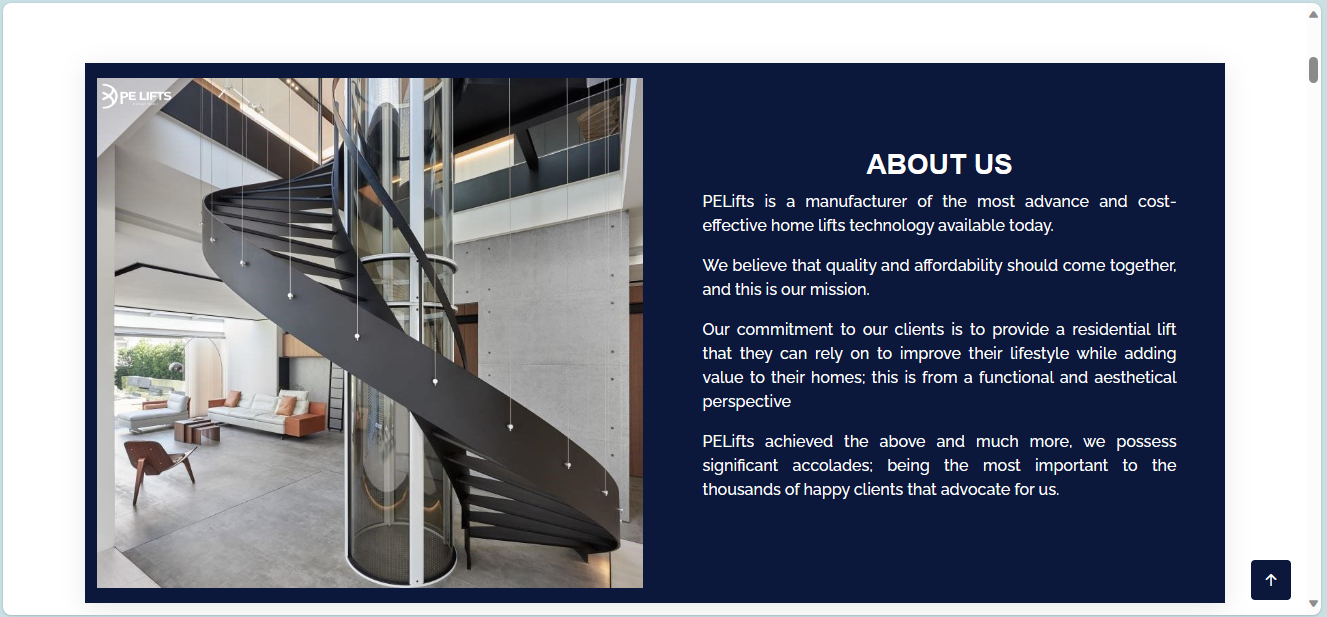 PE LIFTS
ABOUT US
PELifts is a manufacturer of the most advance and cost-
effective home lifts technology available today.
We believe that quality and affordability should come together,
and this is our mission.
Our commitment to our clients is to provide a residential lift
that they can rely on to improve their lifestyle while adding
value to their homes; this is from a functional and aesthetical
perspective
PELifts achieved the above and much more, we possess
significant accolades; being the most important to the
thousands of happy clients that advocate for us.